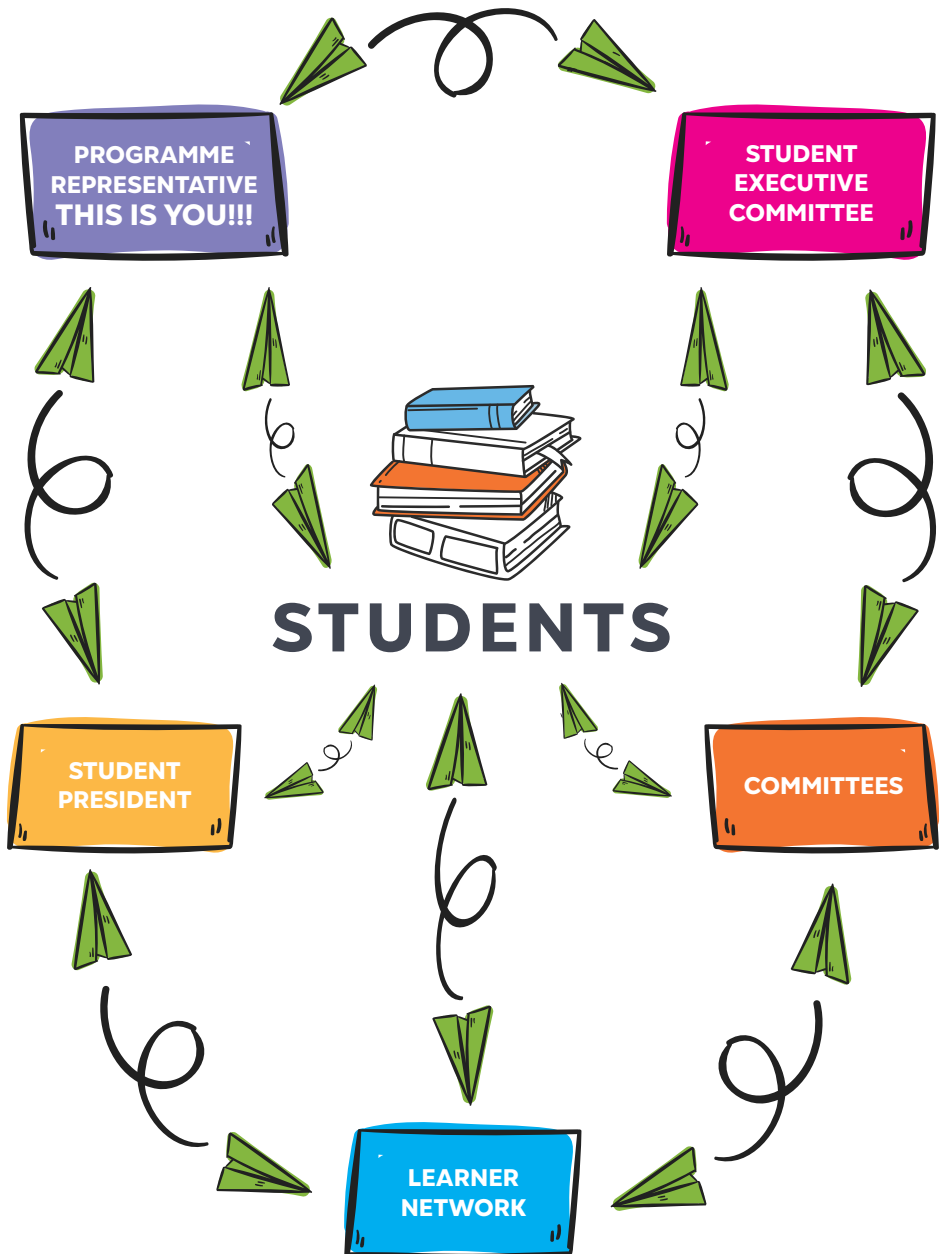 PROGRAMME
REPRESENTATIVE
THIS IS YOU!!!
STUDENT
EXECUTIVE
COMMITTEE
STUDENTS
STUDENT
PRESIDENT
COMMITTEES
LEARNER
NETWORK